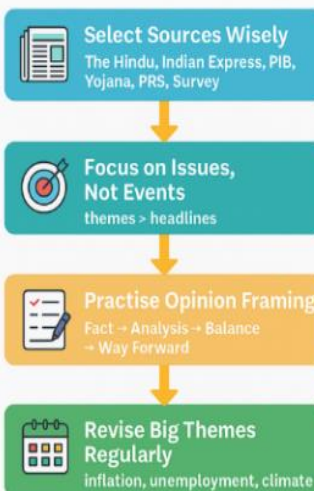 Select Sources Wisely
The Hindu, Indian Express, PIB,
Yojana, PRS, Survey
Focus on Issues,
Not Events
themes > headlines
Practise Opinion Framing
Fact → Analysis → Balance
→ Way Forward
Revise Big Themes
Regularly
inflation, unemployment, climate